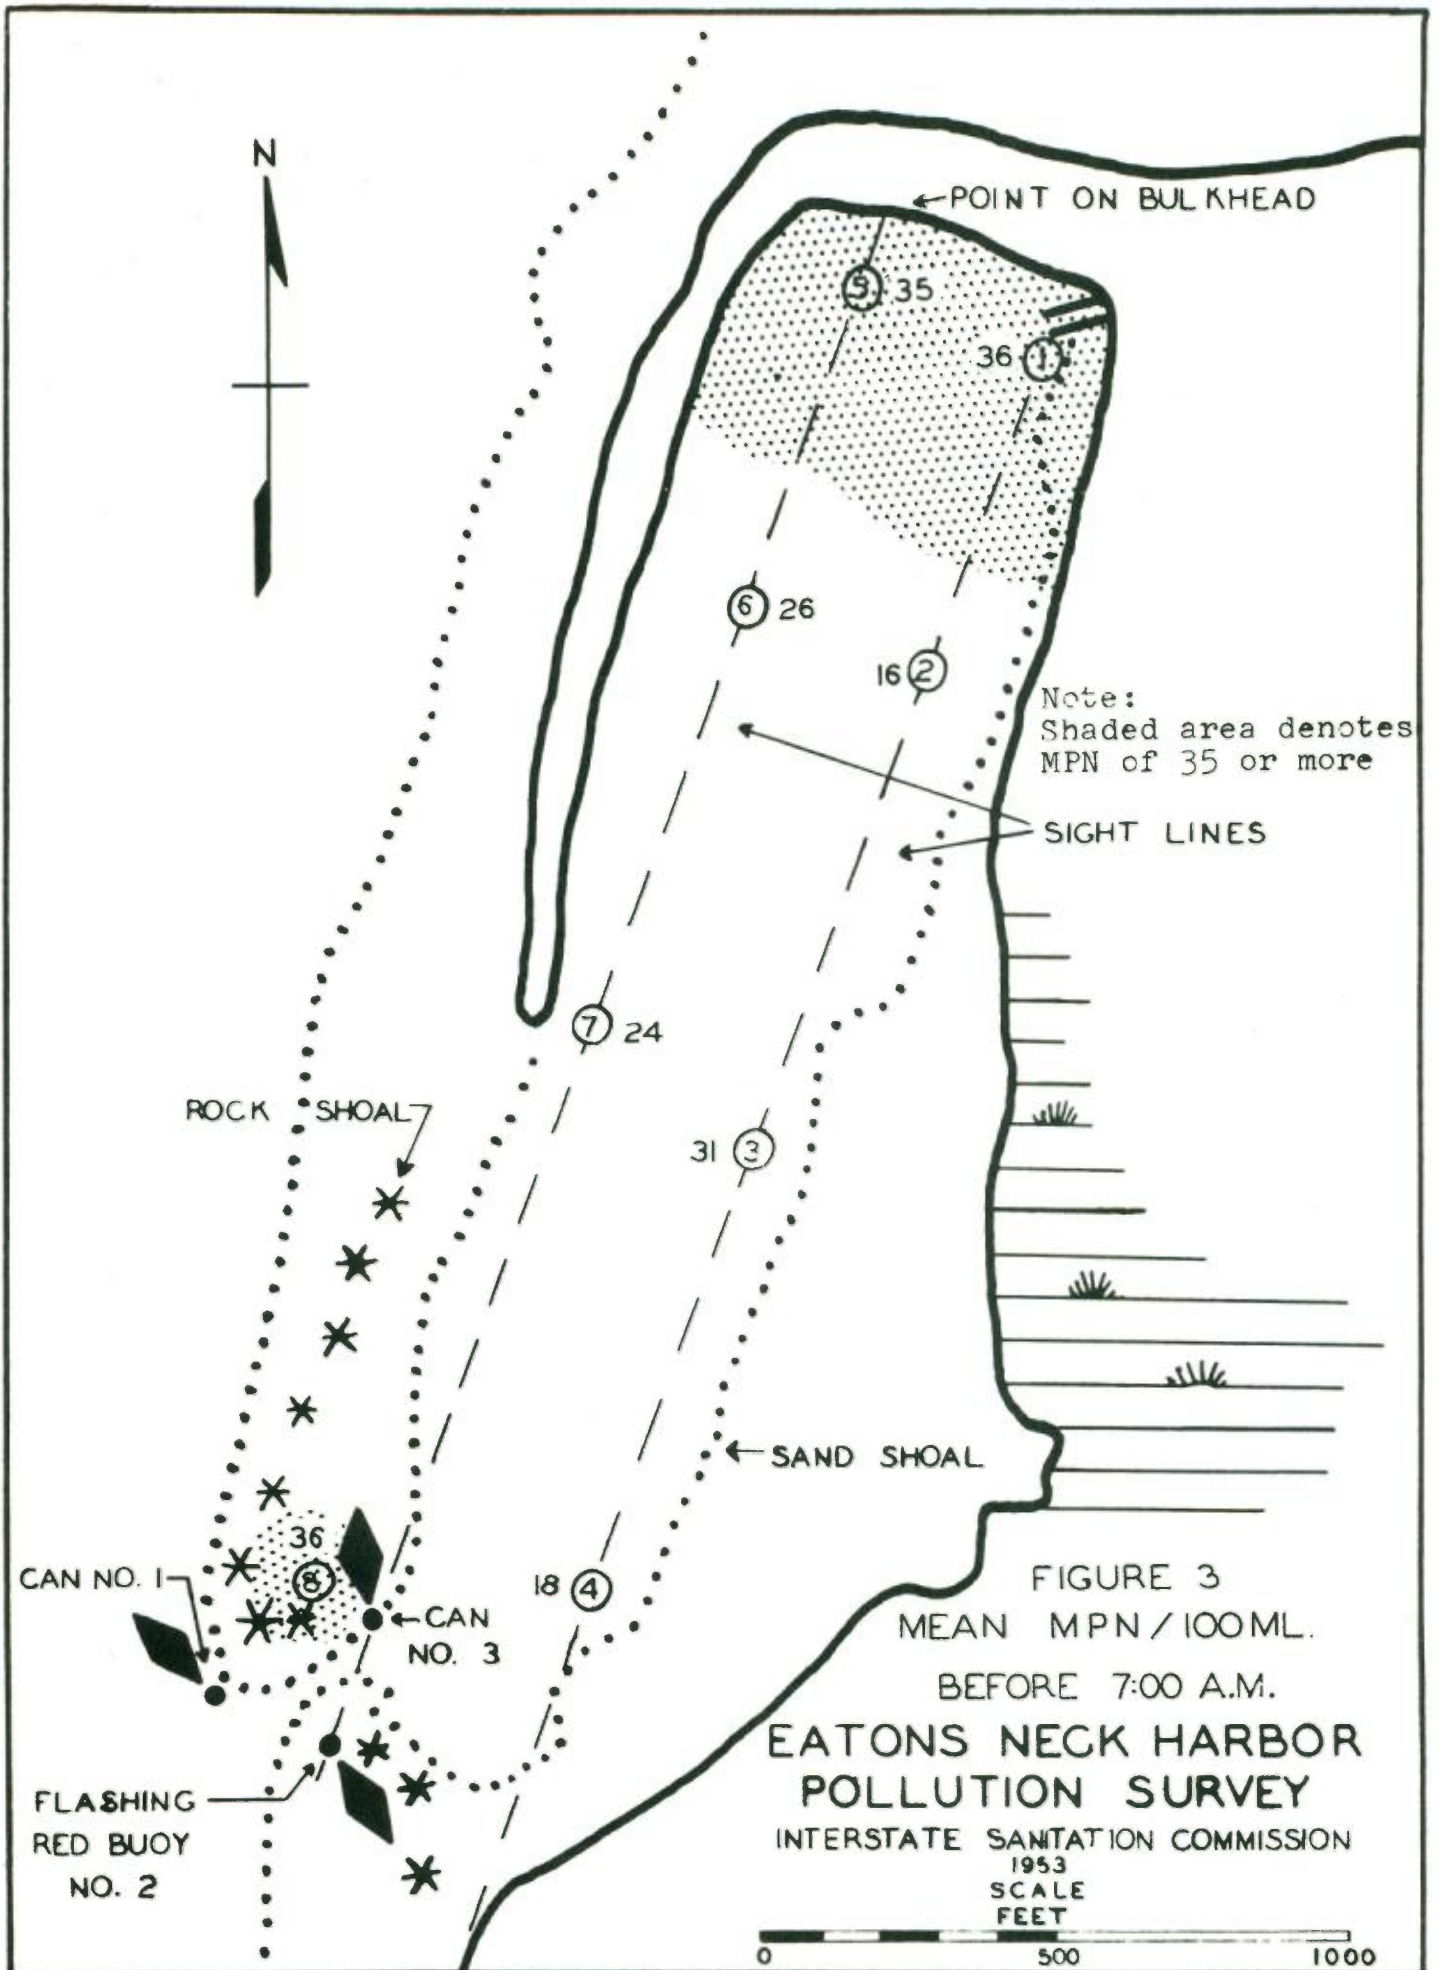 N
←POINT ON BULKHEAD
5 35
36 1
6 26
16 2
Note:
Shaded area denotes
MPN of 35 or more
SIGHT LINES
7 24
ROCK SHOAL
31 3
←SAND SHOAL
36
8
CAN NO. 1
18 4
←CAN
NO. 3
FLASHING
RED BUOY
NO. 2
FIGURE 3
MEAN MPN/100ML.
BEFORE 7:00 A.M.
EATONS NECK HARBOR
POLLUTION SURVEY
INTERSTATE SANITATION COMMISSION
1953
SCALE
FEET
0 500 1000